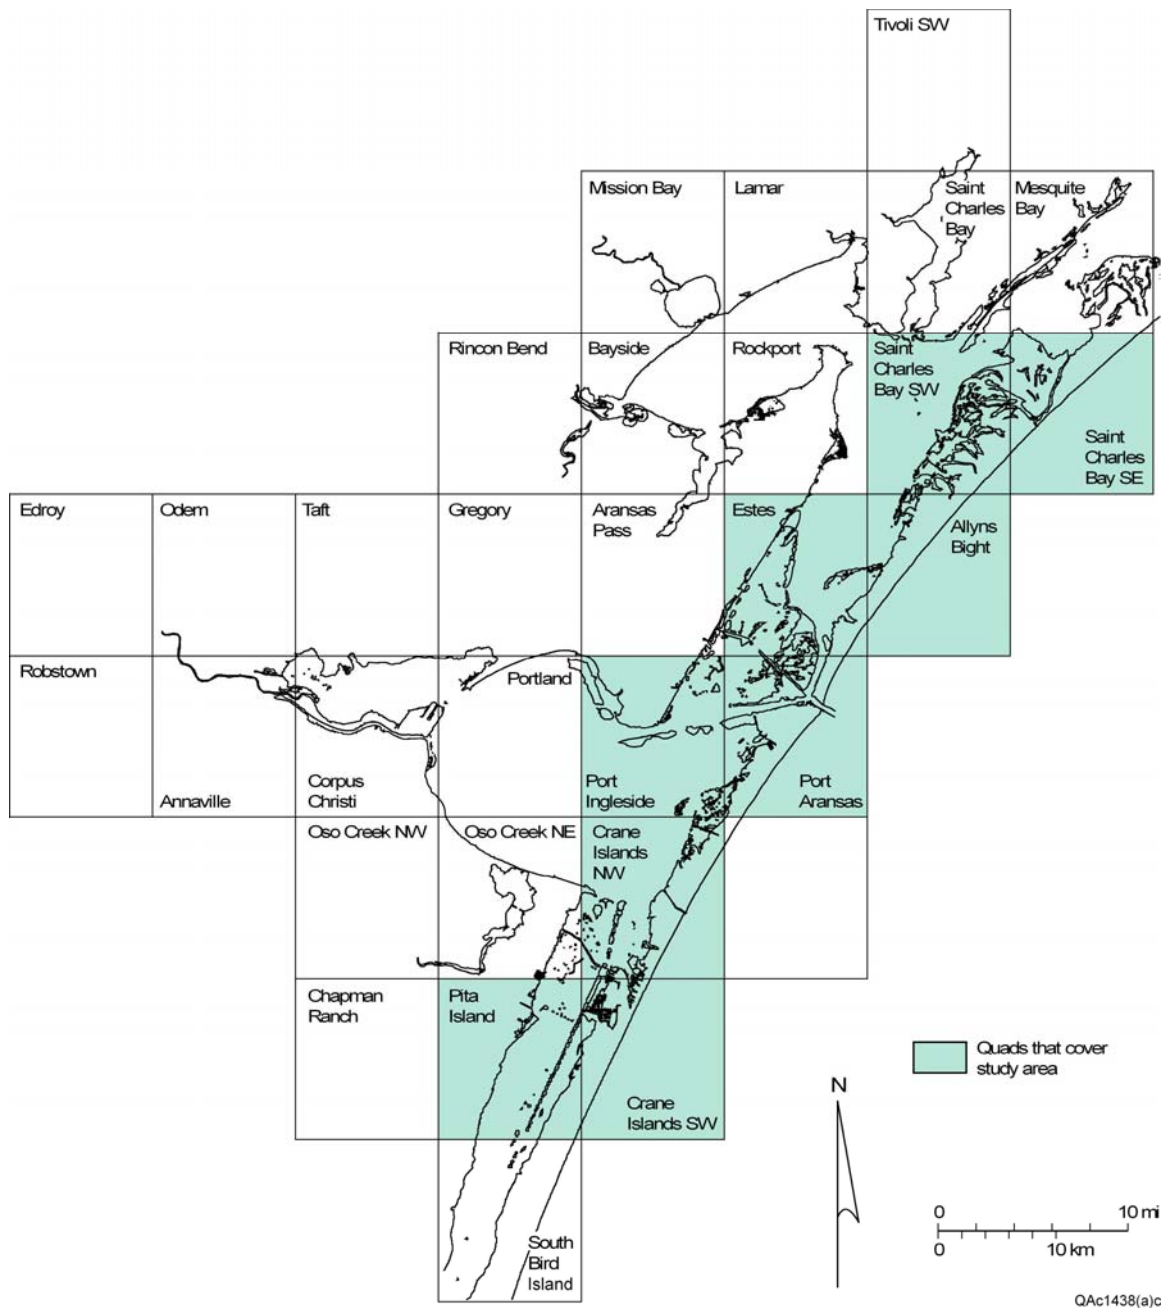 Tivoli SW
Mission Bay
Lamar
Saint
Charles
Bay
Mesquite
Bay
Rincon Bend
Bayside
Rockport
Saint
Charles
Bay SW
Saint
Charles
Bay SE
Edroy
Odem
Taft
Gregory
Aransas
Pass
Estes
Allyns
Bight
Robstown
Annaville
Corpus
Christi
Portland
Port
Ingleside
Port
Aransas
Oso Creek NW
Oso Creek NE
Crane
Islands
NW
Chapman
Ranch
Pita
Island
Crane
Islands SW
South
Bird
Island
Quads that cover
study area
N
0 10 mi
0 10 km
QAc1438(a)c